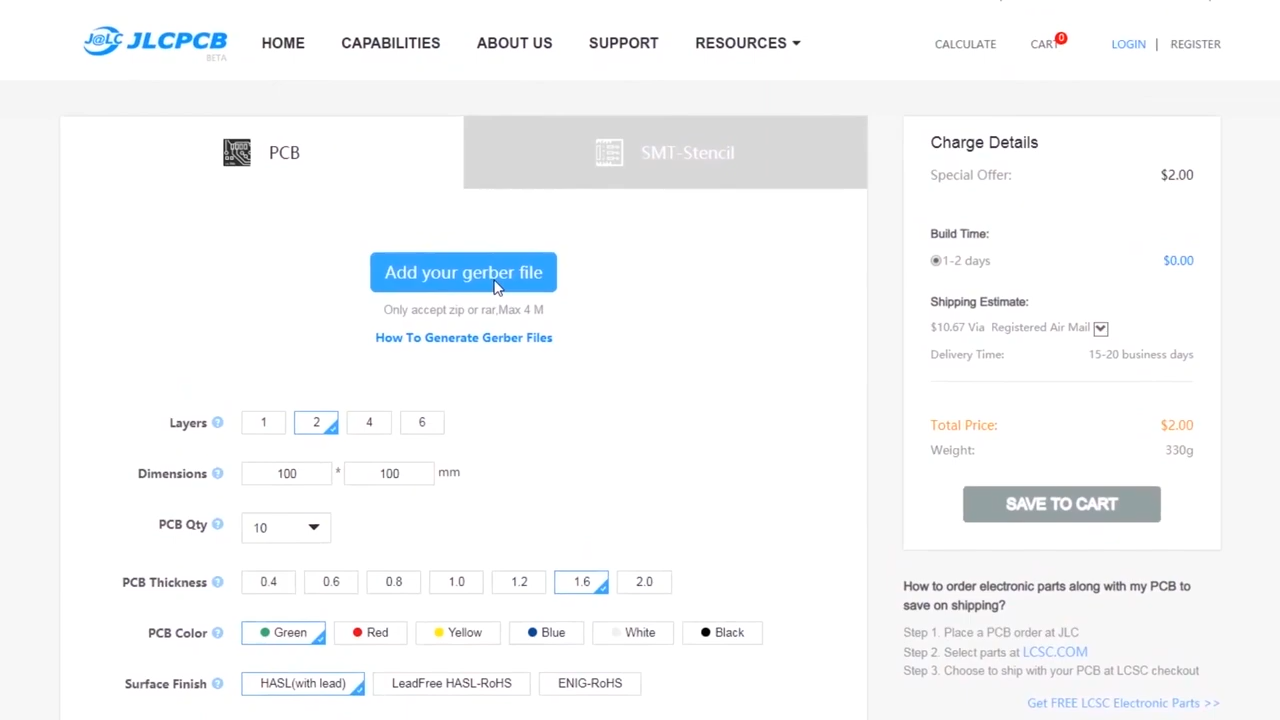 J@LC JLCPCB
BETA
HOME CAPABILITIES ABOUT US SUPPORT RESOURCES
CALCULATE CART 0 LOGIN | REGISTER
PCB SMT-Stencil
Add your gerber file
Only accept zip or rar,Max 4 M
How To Generate Gerber Files
Layers ? 1 2 4 6
Dimensions ? 100 * 100 mm
PCB Qty ? 10
PCB Thickness ? 0.4 0.6 0.8 1.0 1.2 1.6 2.0
PCB Color ? Green Red Yellow Blue White Black
Surface Finish ? HASL(with lead) LeadFree HASL-RoHS ENIG-RoHS
Charge Details
Special Offer: $2.00
Build Time:
1-2 days $0.00
Shipping Estimate:
$10.67 Via Registered Air Mail
Delivery Time: 15-20 business days
Total Price: $2.00
Weight: 330g
SAVE TO CART
How to order electronic parts along with my PCB to
save on shipping?
Step 1. Place a PCB order at JLC
Step 2. Select parts at LCSC.COM
Step 3. Choose to ship with your PCB at LCSC checkout
Get FREE LCSC Electronic Parts >>